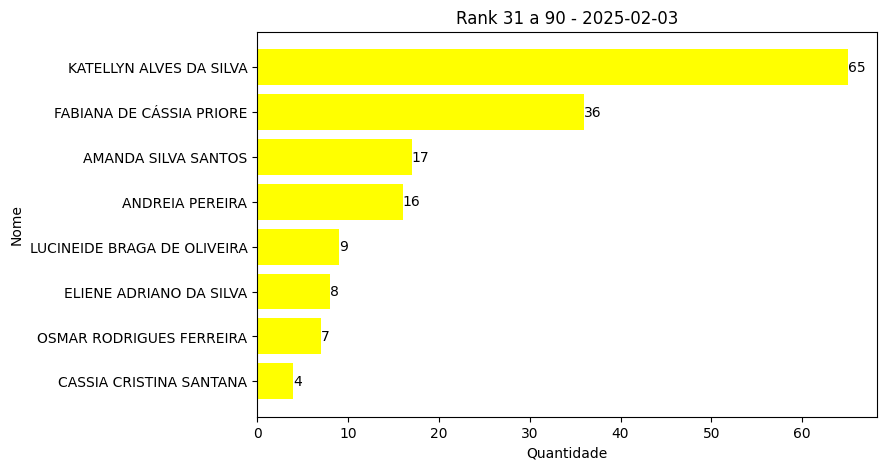 Rank 31 a 90 - 2025-02-03
Nome
KATELLYN ALVES DA SILVA 65
FABIANA DE CÁSSIA PRIORE 36
AMANDA SILVA SANTOS 17
ANDREIA PEREIRA 16
LUCINEIDE BRAGA DE OLIVEIRA 9
ELIENE ADRIANO DA SILVA 8
OSMAR RODRIGUES FERREIRA 7
CASSIA CRISTINA SANTANA 4
0 10 20 30 40 50 60
Quantidade